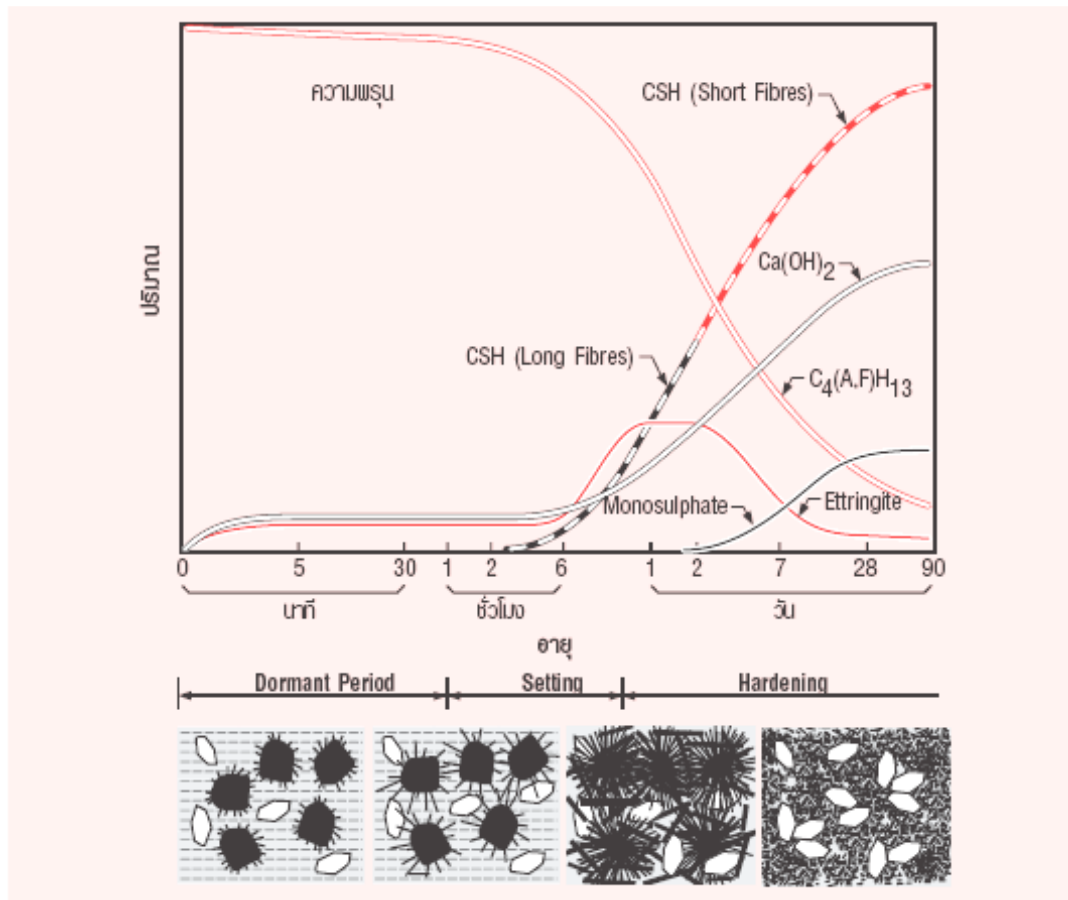 ความพรุน
CSH (Short Fibres)
ปริมาณ
Ca(OH)2
CSH (Long Fibres)
C4(A,F)H13
Monosulphate
Ettringite
0 5 30 1 2 6 1 2 7 28 90
นาที ชั่วโมง วัน
อายุ
Dormant Period Setting Hardening